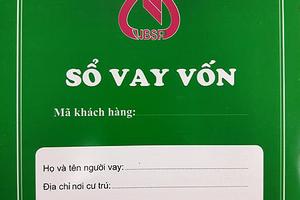 VBSP
SỔ VAY VỐN
Mã khách hàng:
Họ và tên người vay:
Địa chỉ nơi cư trú: